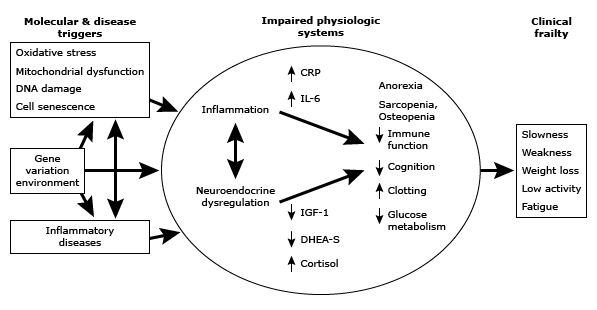 Molecular & disease
triggers
Impaired physiologic
systems
Clinical
frailty
Oxidative stress
Mitochondrial dysfunction
DNA damage
Cell senescence
Gene
variation
environment
Inflammatory
diseases
CRP
IL-6
Inflammation
Neuroendocrine
dysregulation
IGF-1
DHEA-S
Cortisol
Anorexia
Sarcopenia,
Osteopenia
Immune
function
Cognition
Clotting
Glucose
metabolism
Slowness
Weakness
Weight loss
Low activity
Fatigue